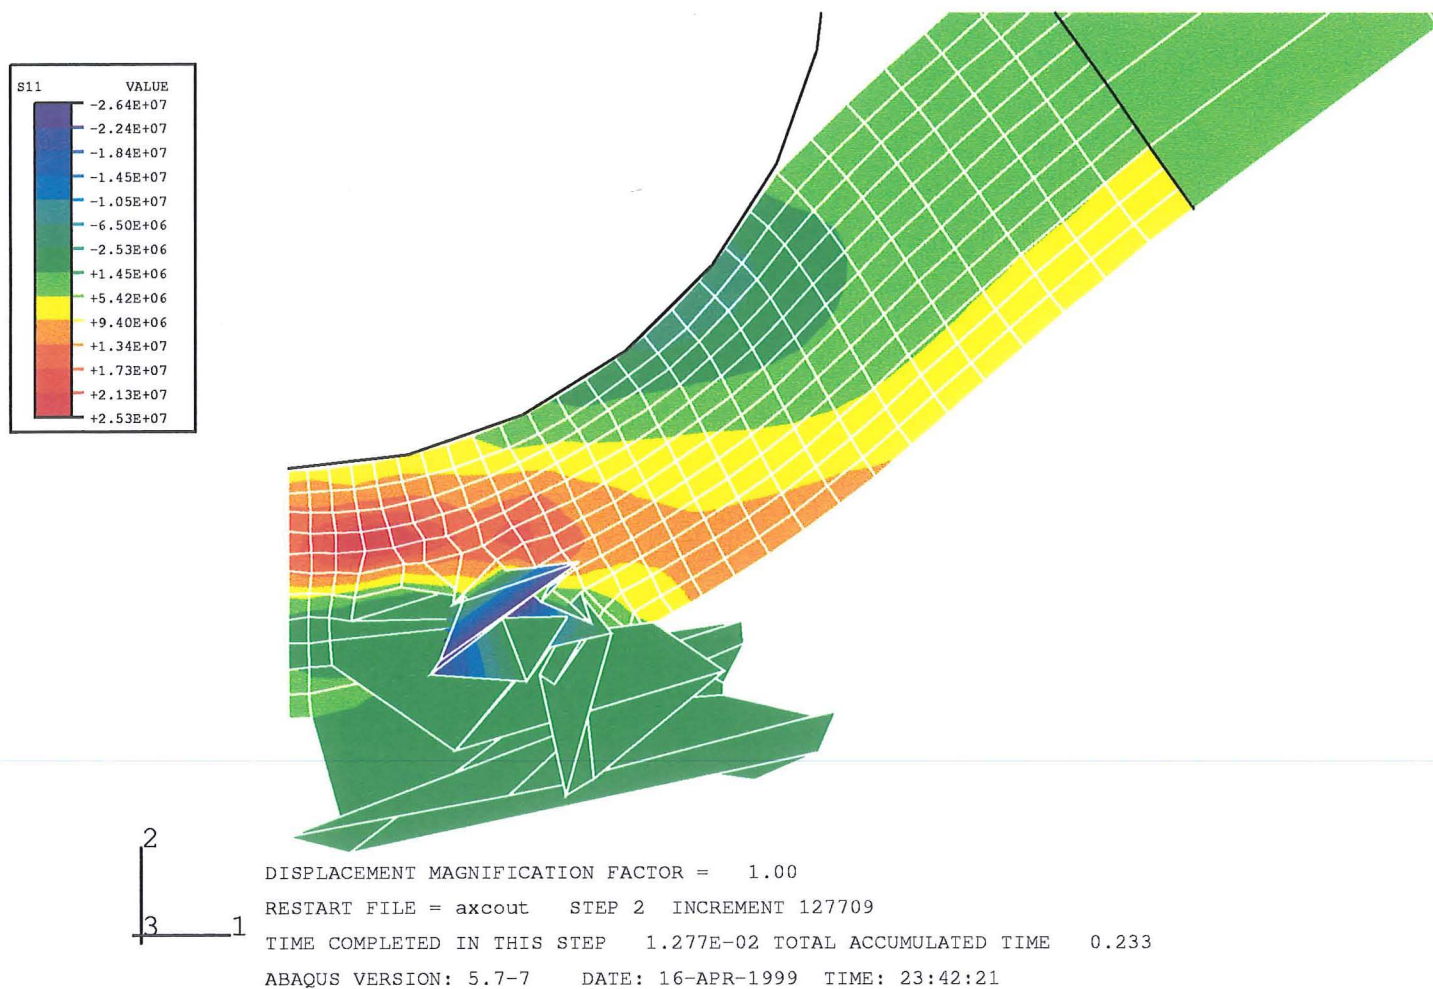 S11 VALUE
-2.64E+07
-2.24E+07
-1.84E+07
-1.45E+07
-1.05E+07
-6.50E+06
-2.53E+06
+1.45E+06
+5.42E+06
+9.40E+06
+1.34E+07
+1.73E+07
+2.13E+07
+2.53E+07
2
3 1
DISPLACEMENT MAGNIFICATION FACTOR = 1.00
RESTART FILE = axcout STEP 2 INCREMENT 127709
TIME COMPLETED IN THIS STEP 1.277E-02 TOTAL ACCUMULATED TIME 0.233
ABAQUS VERSION: 5.7-7 DATE: 16-APR-1999 TIME: 23:42:21